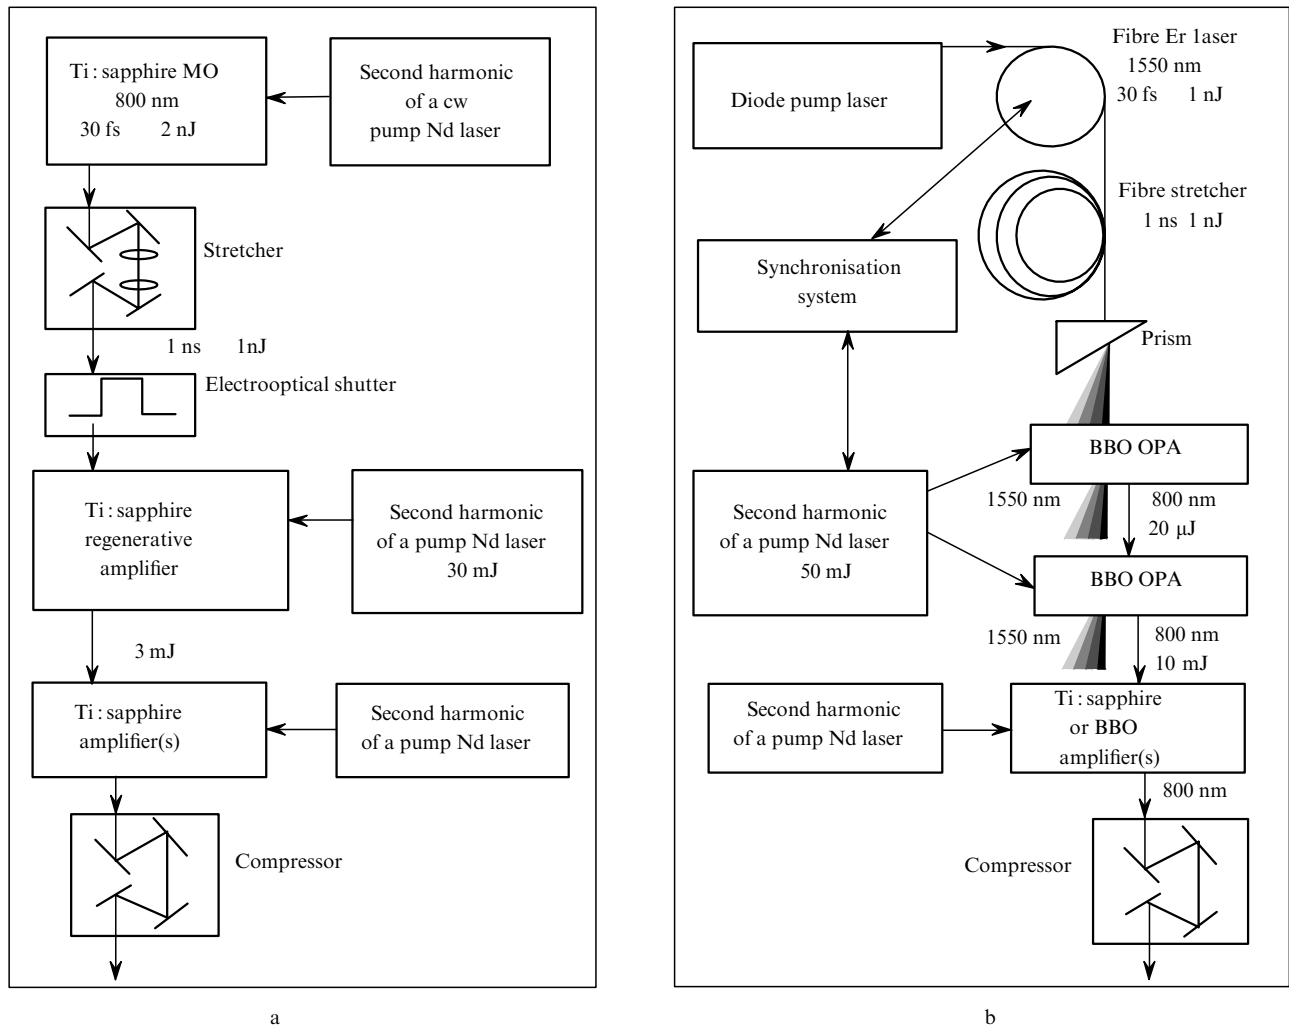 Ti : sapphire MO
800 nm
30 fs 2 nJ
Second harmonic
of a cw
pump Nd laser
Stretcher
1 ns 1nJ
Electrooptical shutter
Ti : sapphire
regenerative
amplifier
Second harmonic
of a pump Nd laser
30 mJ
3 mJ
Ti : sapphire
amplifier(s)
Second harmonic
of a pump Nd laser
Compressor
a
Diode pump laser
Fibre Er 1aser
1550 nm
30 fs 1 nJ
Fibre stretcher
1 ns 1 nJ
Synchronisation
system
Prism
BBO OPA
1550 nm
800 nm
20 µJ
Second harmonic
of a pump Nd laser
50 mJ
BBO OPA
1550 nm
800 nm
10 mJ
Second harmonic
of a pump Nd laser
Ti : sapphire
or BBO
amplifier(s)
800 nm
Compressor
b